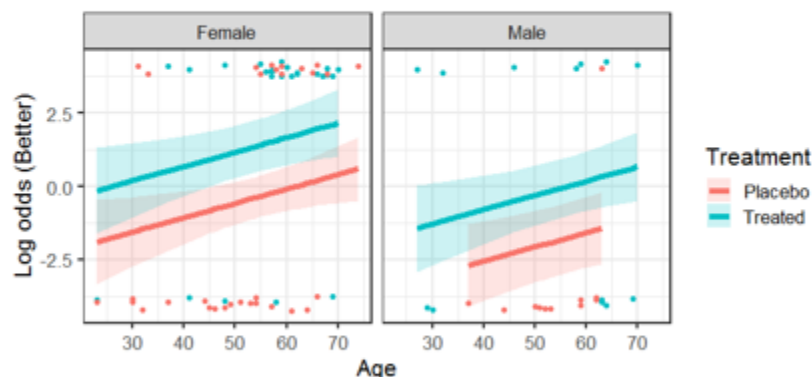 Female
Male
Log odds (Better)
2.5
0.0
-2.5
30
40
50
60
70
30
40
50
60
70
Age
Treatment
Placebo
Treated